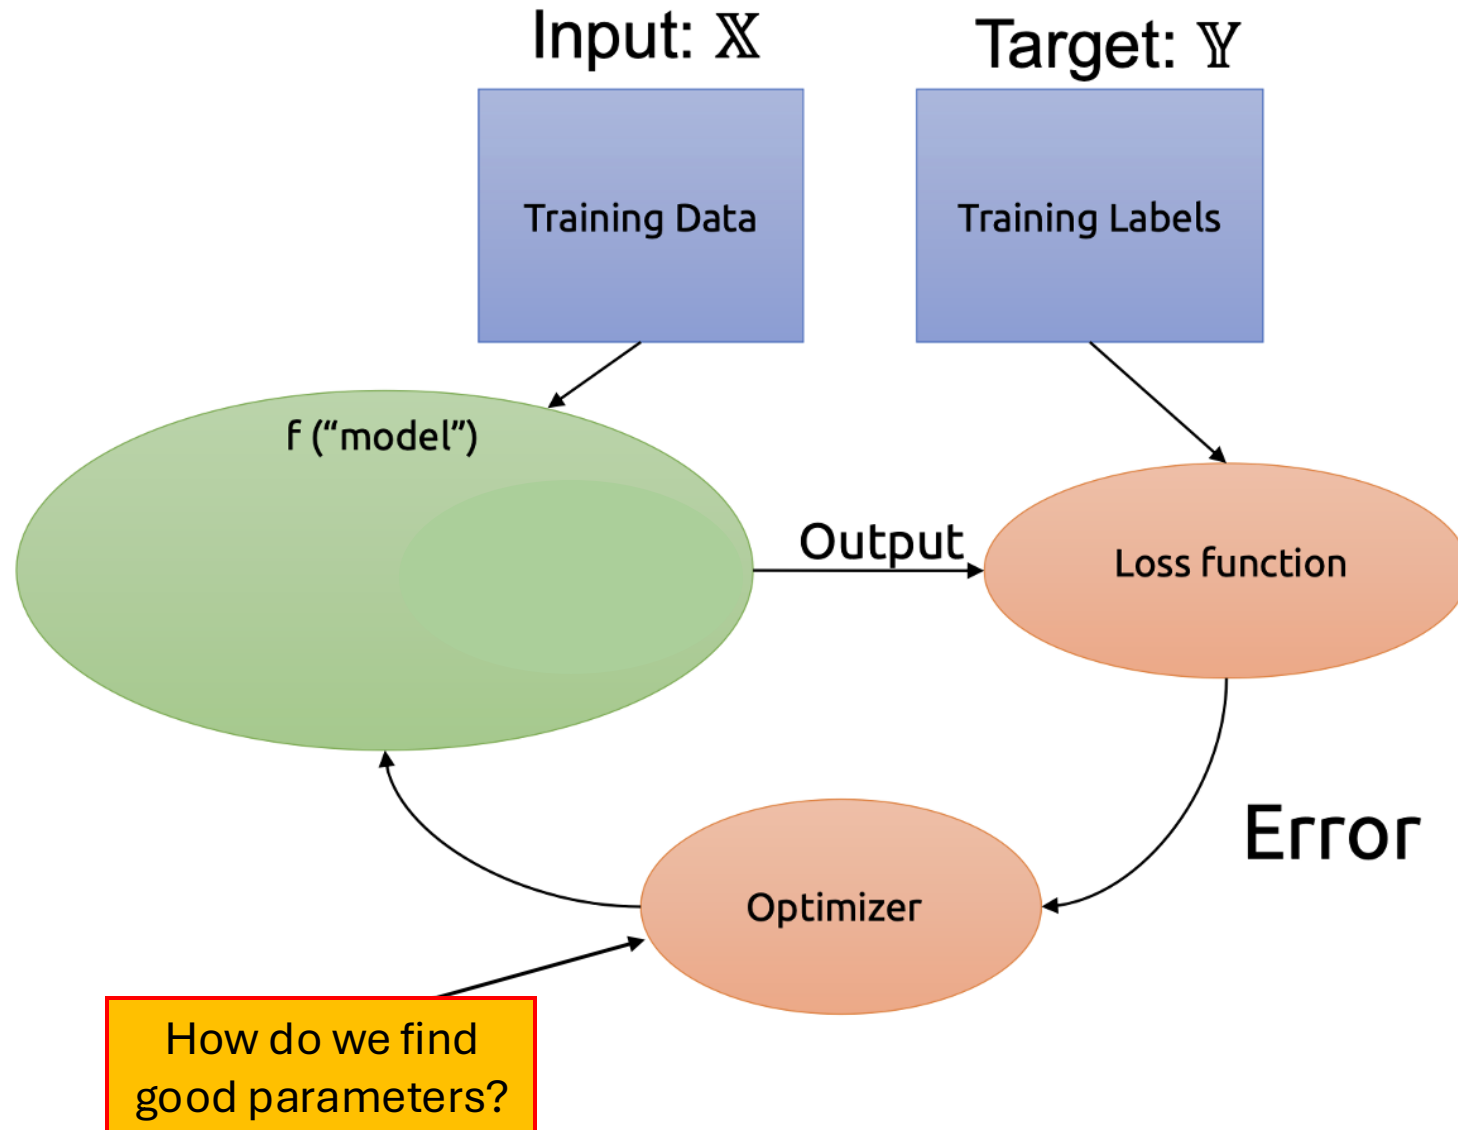 Input: 𝕏
Target: 𝕐
Training Data
Training Labels
f (“model”)
Output
Loss function
Error
Optimizer
How do we find
good parameters?